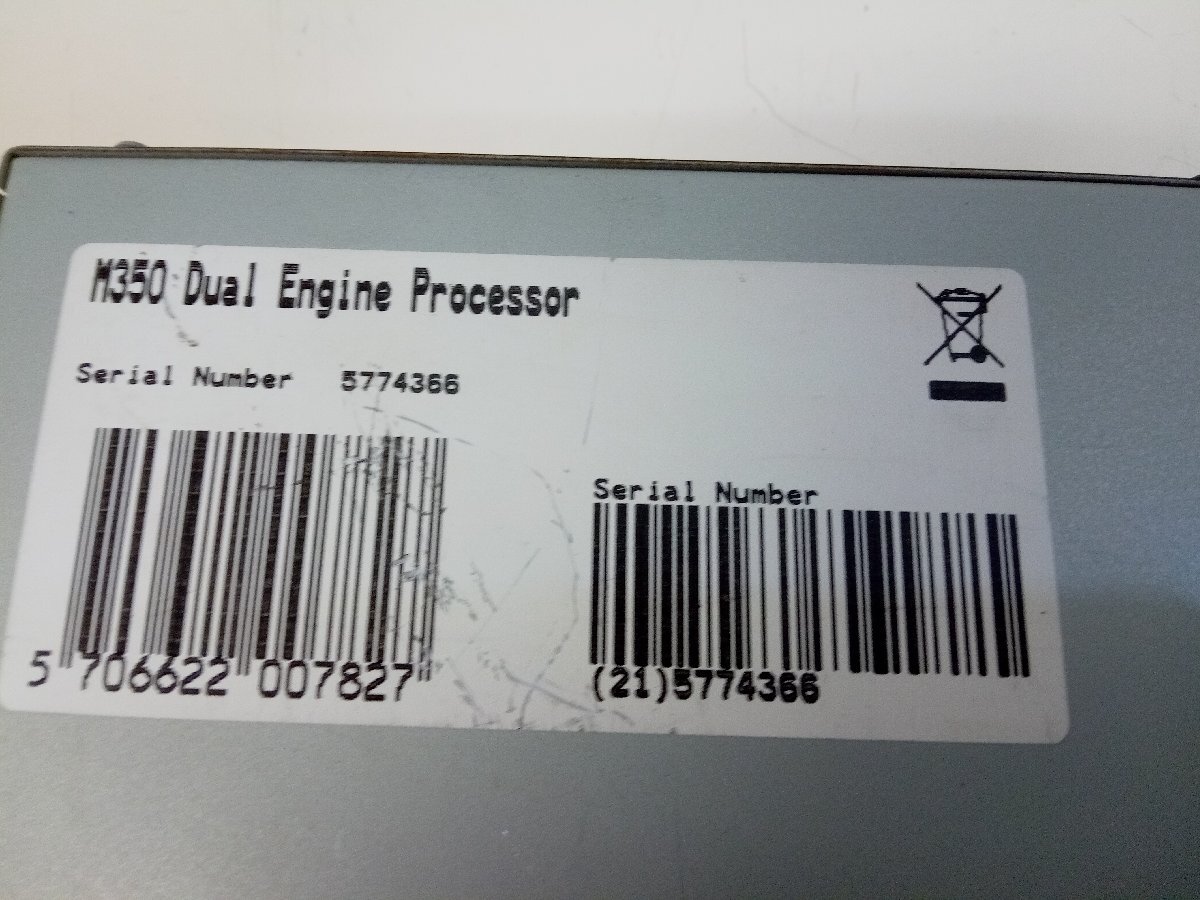 M350 Dual Engine Processor
Serial Number 5774366
Serial Number
5 706622 007827
(21)5774366